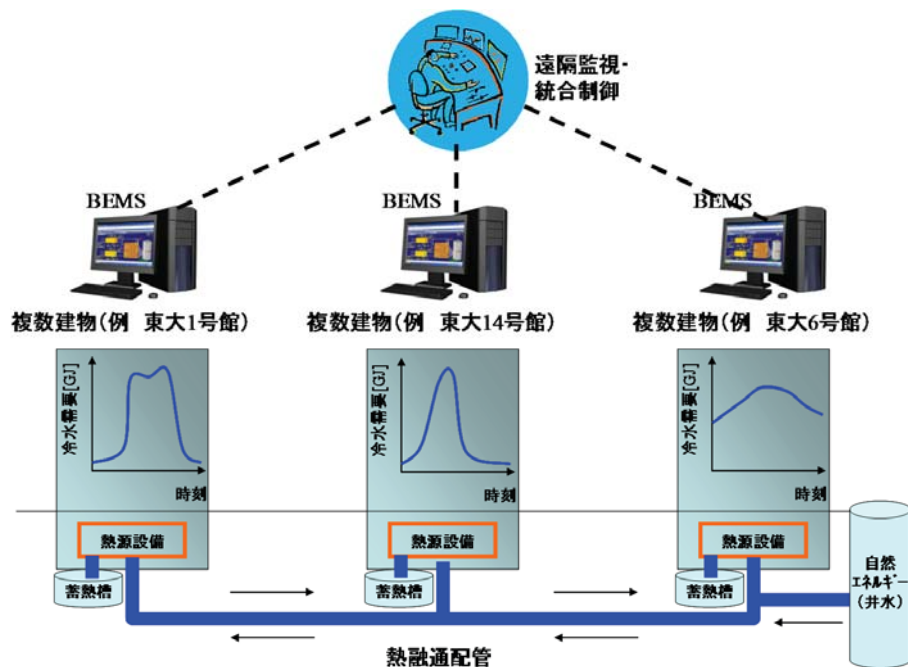 遠隔監視・
統合制御
BEMS
BEMS
BEMS
複数建物(例 東大1号館)
複数建物(例 東大14号館)
複数建物(例 東大6号館)
冷水需要[GJ]
時刻
冷水需要[GJ]
時刻
冷水需要[GJ]
時刻
熱源設備
熱源設備
熱源設備
蓄熱槽
蓄熱槽
蓄熱槽
自然
エネルギー
(井水)
熱融通配管